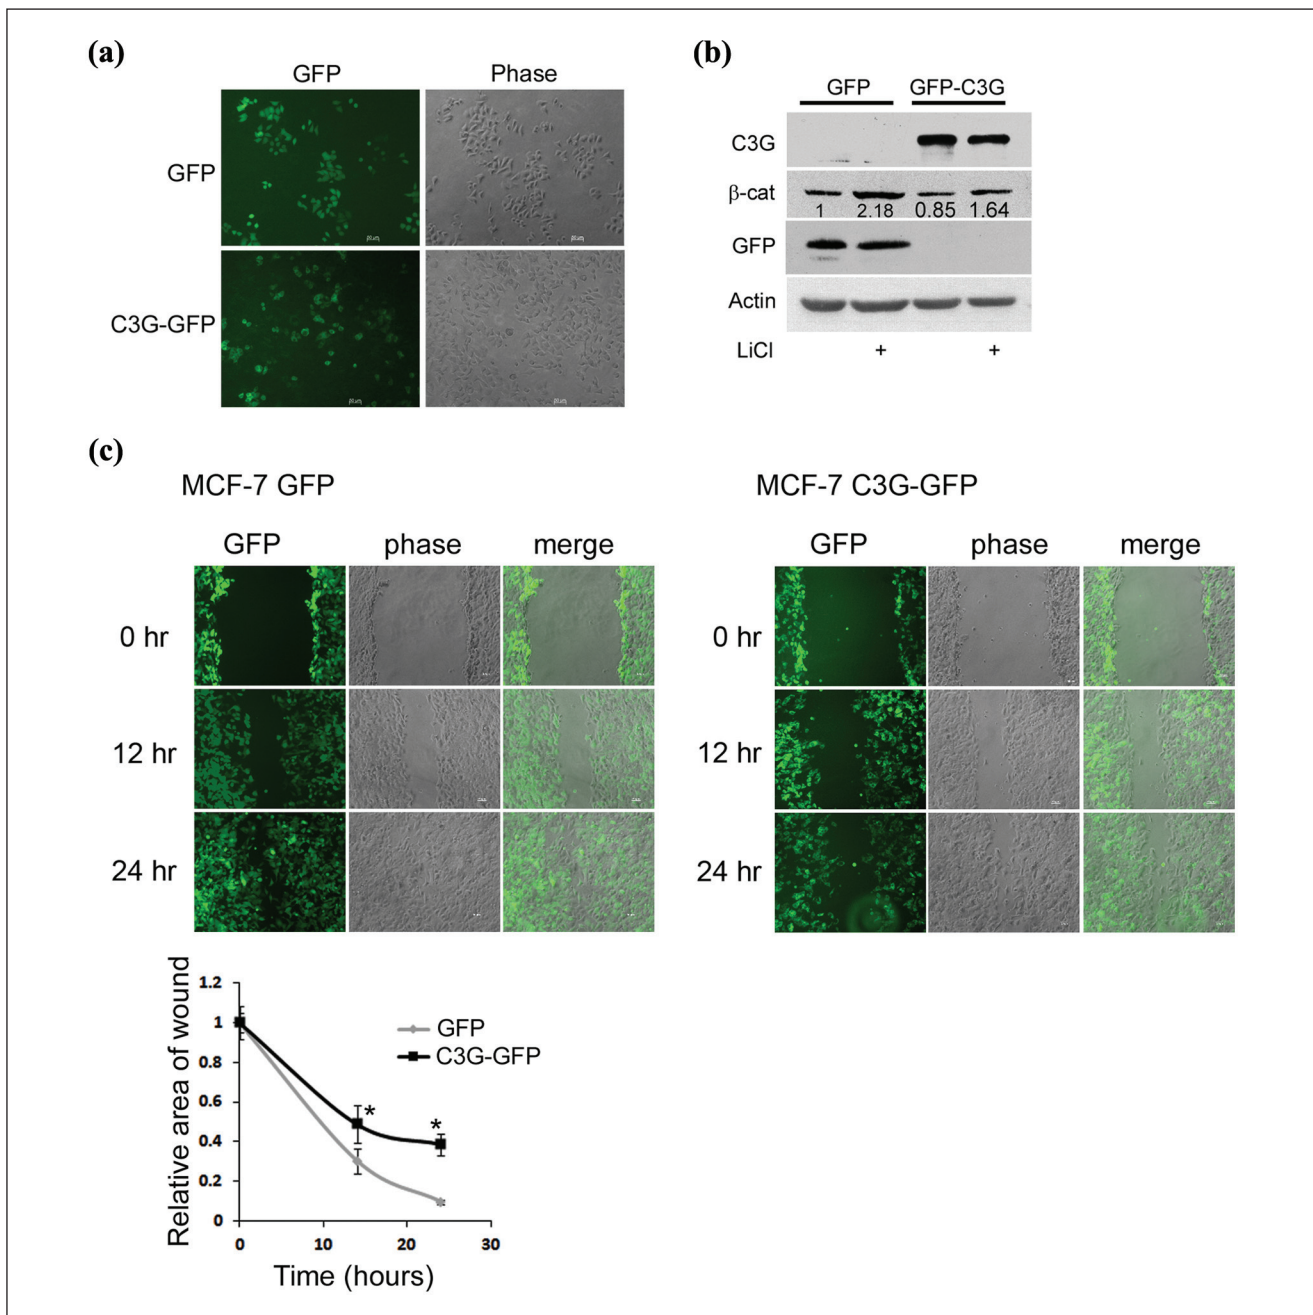 (a)
GFP Phase
GFP
C3G-GFP
(b)
GFP GFP-C3G
C3G
β-cat
1 2.18 0.85 1.64
GFP
Actin
LiCl + +
(c)
MCF-7 GFP
GFP phase merge
0 hr
12 hr
24 hr
MCF-7 C3G-GFP
GFP phase merge
0 hr
12 hr
24 hr
Relative area of wound
1.2
1
0.8
0.6
0.4
0.2
0
0 10 20 30
Time (hours)
GFP
C3G-GFP
*
*